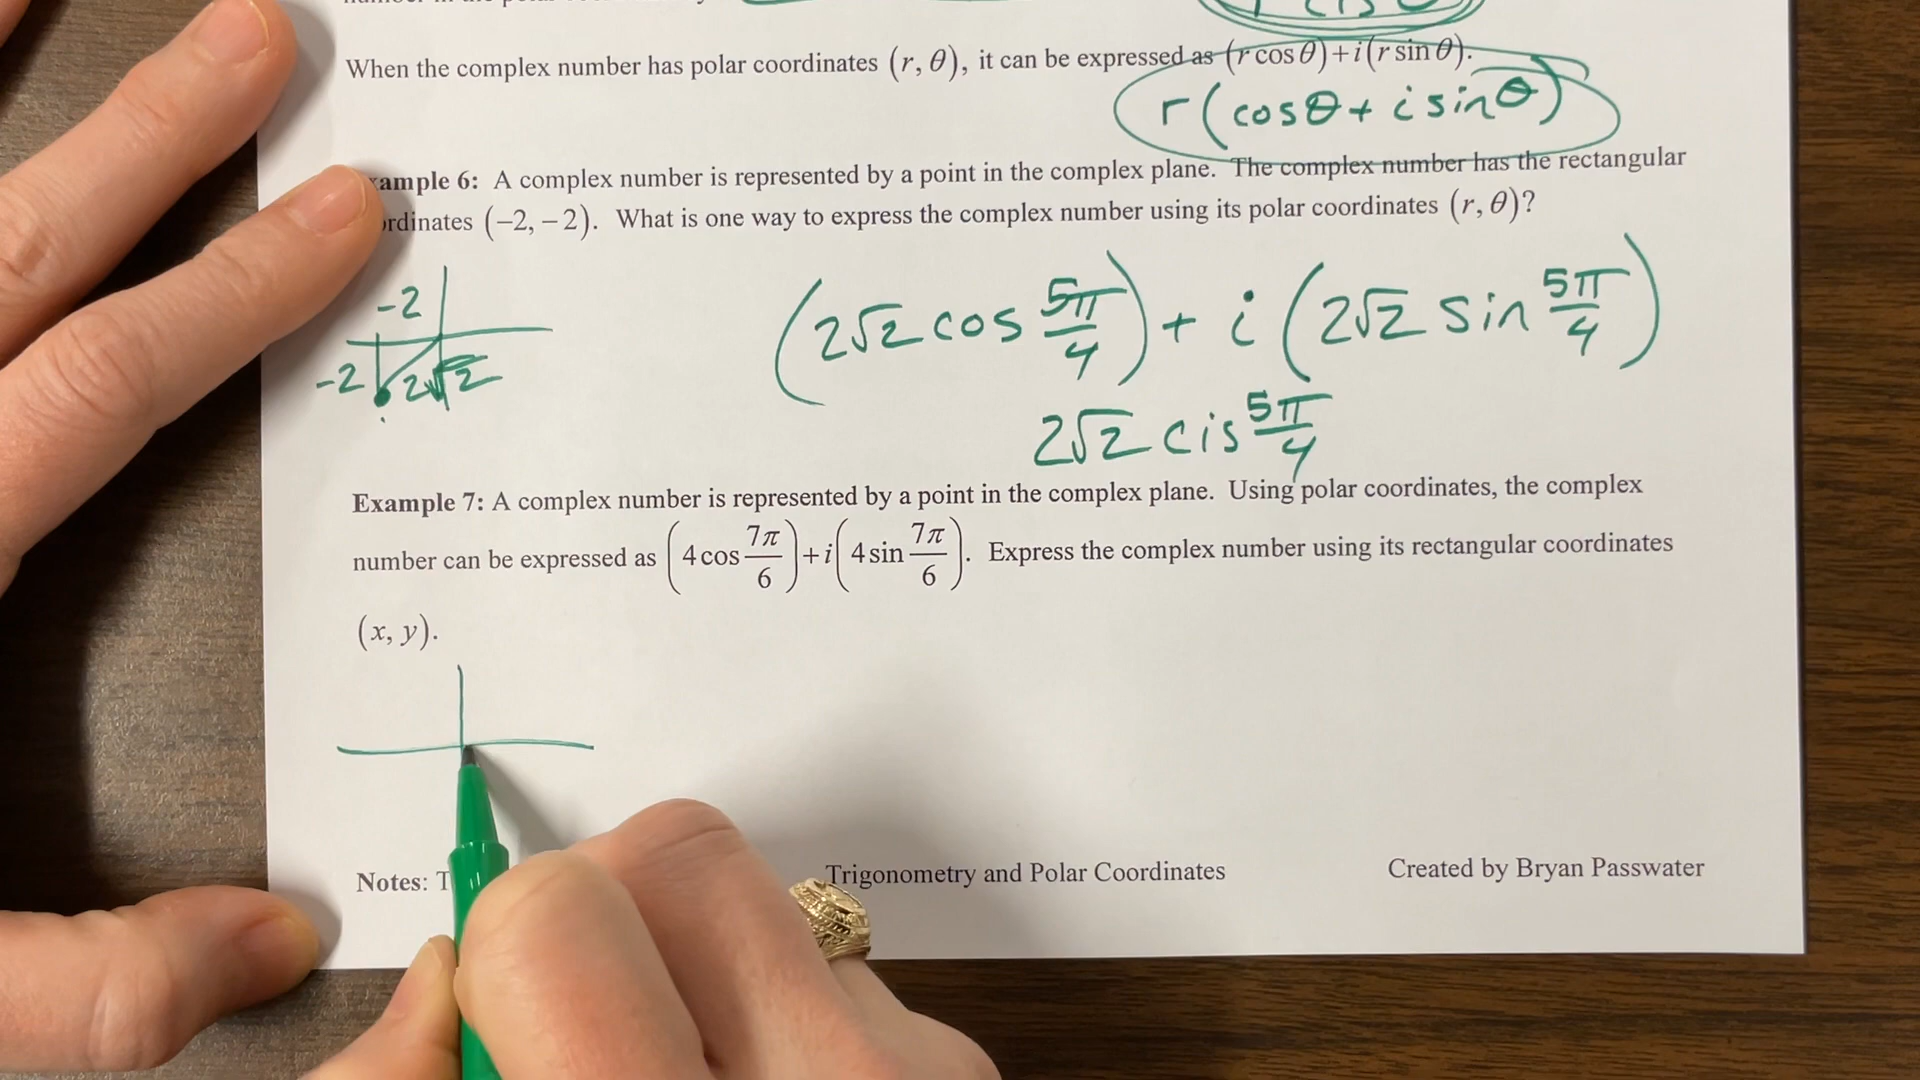 r cis θ
When the complex number has polar coordinates (r, θ), it can be expressed as (r cos θ) + i(r sin θ).
r(cosθ + i sinθ)
ample 6: A complex number is represented by a point in the complex plane. The complex number has the rectangular
rdinates (−2, −2). What is one way to express the complex number using its polar coordinates (r, θ)?
-2
-2 2√2
(2√2 cos 5π/4) + i (2√2 sin 5π/4)
2√2 cis 5π/4
Example 7: A complex number is represented by a point in the complex plane. Using polar coordinates, the complex
number can be expressed as (4 cos 7π/6) + i(4 sin 7π/6). Express the complex number using its rectangular coordinates
(x, y).
Notes: T Trigonometry and Polar Coordinates Created by Bryan Passwater